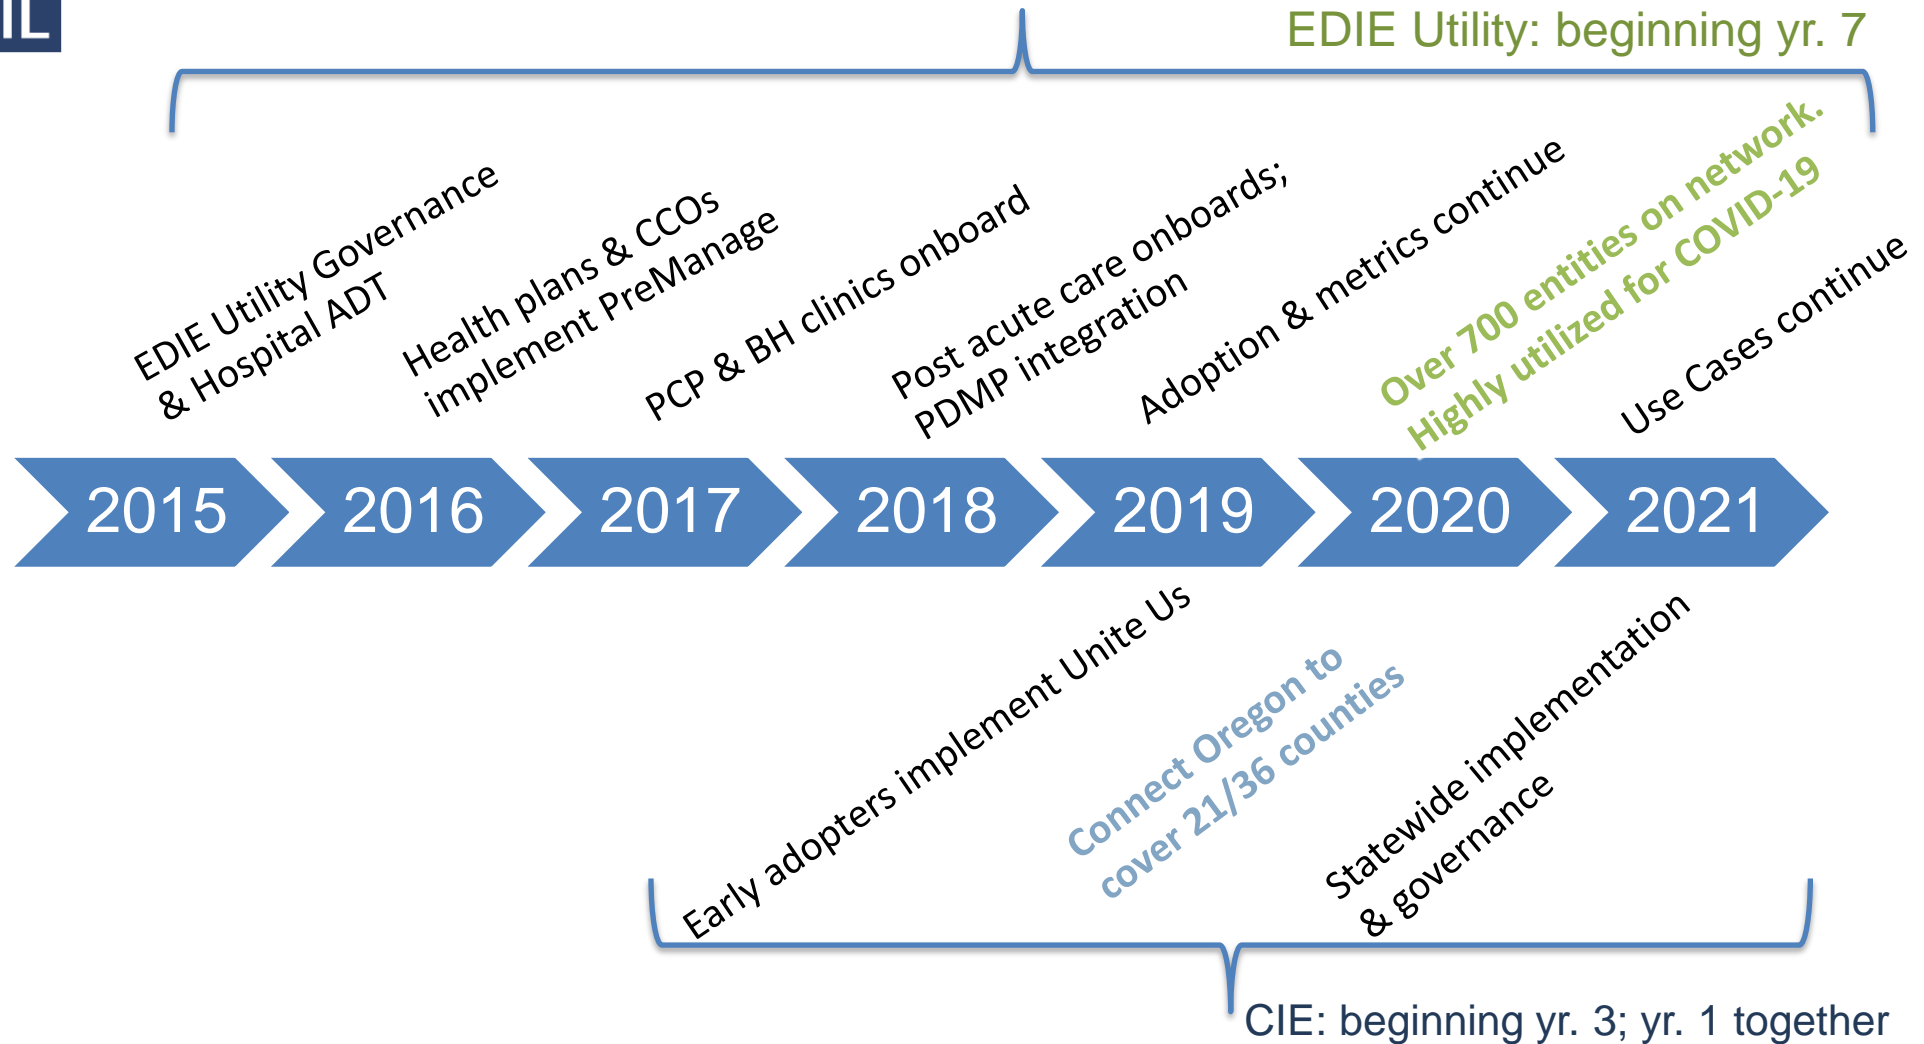 IL
EDIE Utility: beginning yr. 7
EDIE Utility Governance
& Hospital ADT
Health plans & CCOs
implement PreManage
PCP & BH clinics onboard
Post acute care onboards;
PDMP integration
Adoption & metrics continue
Over 700 entities on network.
Highly utilized for COVID-19
Use Cases continue
2015
2016
2017
2018
2019
2020
2021
Early adopters implement Unite Us
Connect Oregon to
cover 21/36 counties
Statewide implementation
& governance
CIE: beginning yr. 3; yr. 1 together